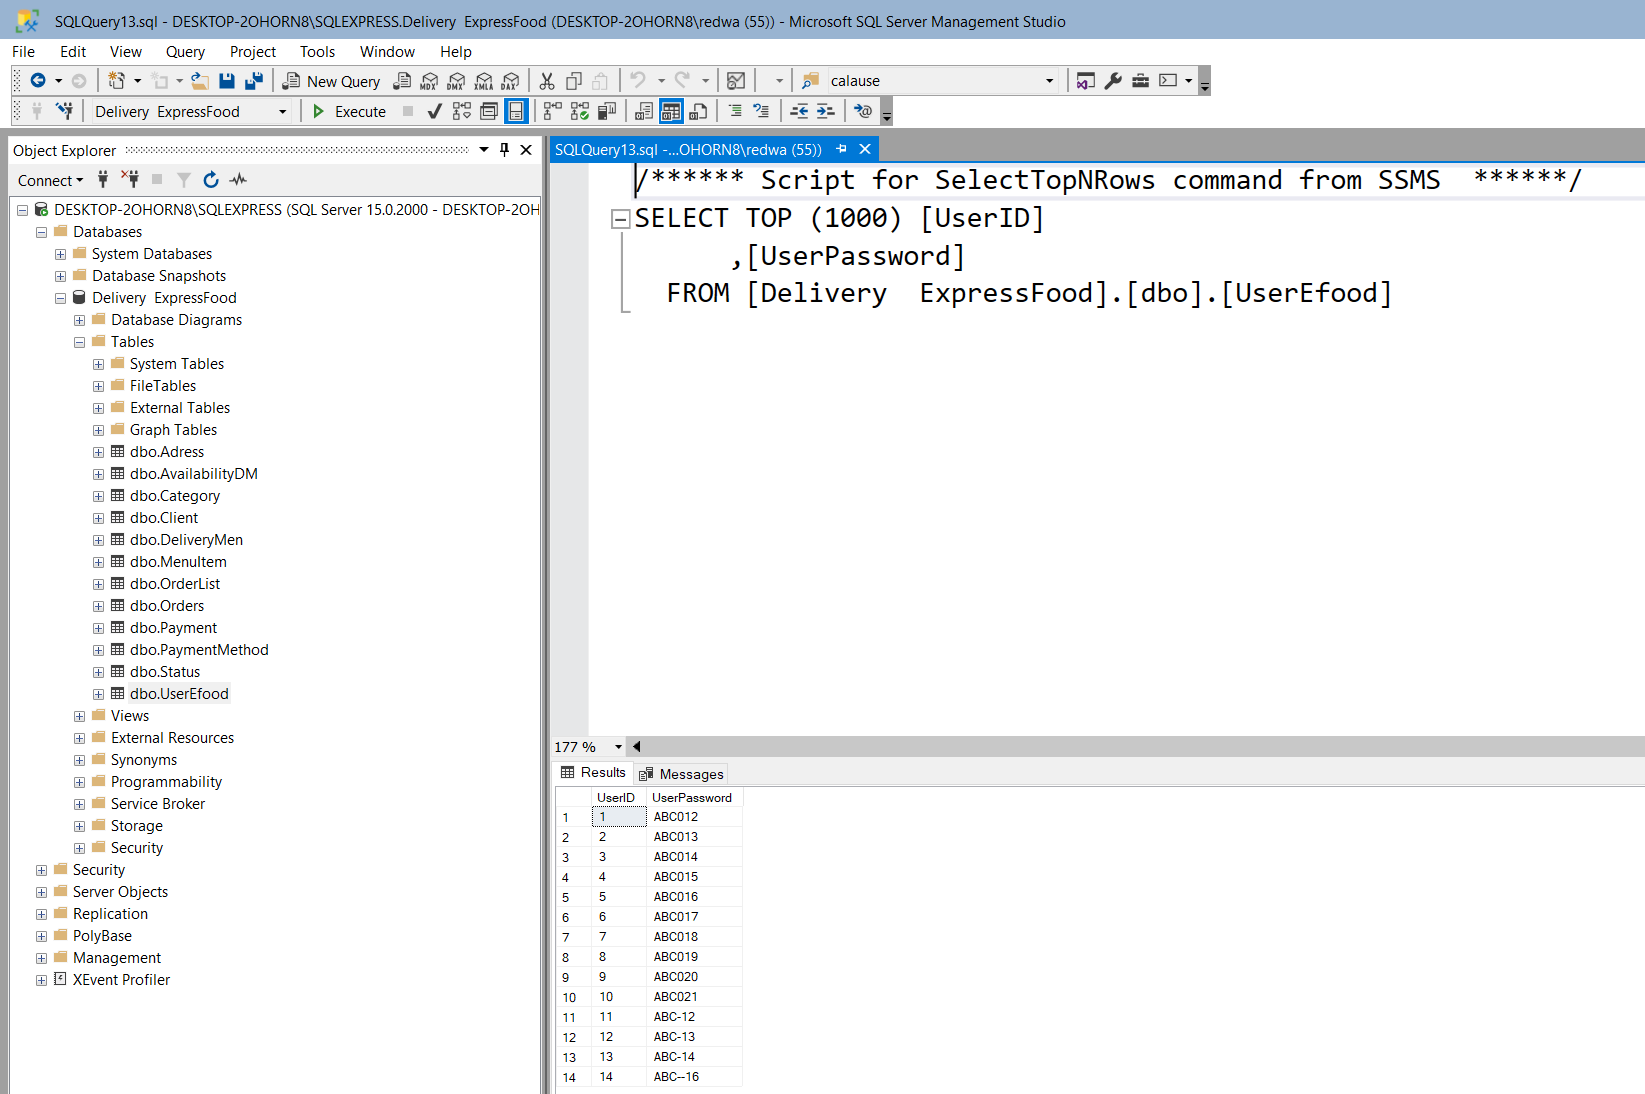 SQLQuery13.sql - DESKTOP-2OHORN8\SQLEXPRESS.Delivery  ExpressFood (DESKTOP-2OHORN8\redwa (55)) - Microsoft SQL Server Management Studio
File Edit View Query Project Tools Window Help
New Query MDX DMX XMLA DAX calause
Delivery  ExpressFood Execute
Object Explorer
SQLQuery13.sql -...OHORN8\redwa (55))
Connect
DESKTOP-2OHORN8\SQLEXPRESS (SQL Server 15.0.2000 - DESKTOP-2OH
Databases
System Databases
Database Snapshots
Delivery  ExpressFood
Database Diagrams
Tables
System Tables
FileTables
External Tables
Graph Tables
dbo.Adress
dbo.AvailabilityDM
dbo.Category
dbo.Client
dbo.DeliveryMen
dbo.MenuItem
dbo.OrderList
dbo.Orders
dbo.Payment
dbo.PaymentMethod
dbo.Status
dbo.UserEfood
Views
External Resources
Synonyms
Programmability
Service Broker
Storage
Security
Security
Server Objects
Replication
PolyBase
Management
XEvent Profiler
/****** Script for SelectTopNRows command from SSMS  ******/
SELECT TOP (1000) [UserID]
,[UserPassword]
FROM [Delivery  ExpressFood].[dbo].[UserEfood]
177 %
Results Messages
UserID UserPassword
1 1 ABC012
2 2 ABC013
3 3 ABC014
4 4 ABC015
5 5 ABC016
6 6 ABC017
7 7 ABC018
8 8 ABC019
9 9 ABC020
10 10 ABC021
11 11 ABC-12
12 12 ABC-13
13 13 ABC-14
14 14 ABC--16